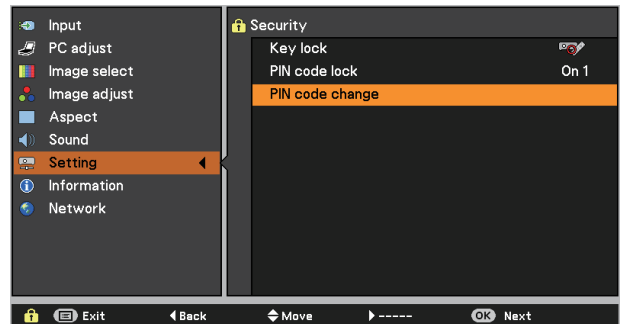 Input
PC adjust
Image select
Image adjust
Aspect
Sound
Setting
Information
Network
Security
Key lock
PIN code lock On 1
PIN code change
Exit Back Move ----- OK Next